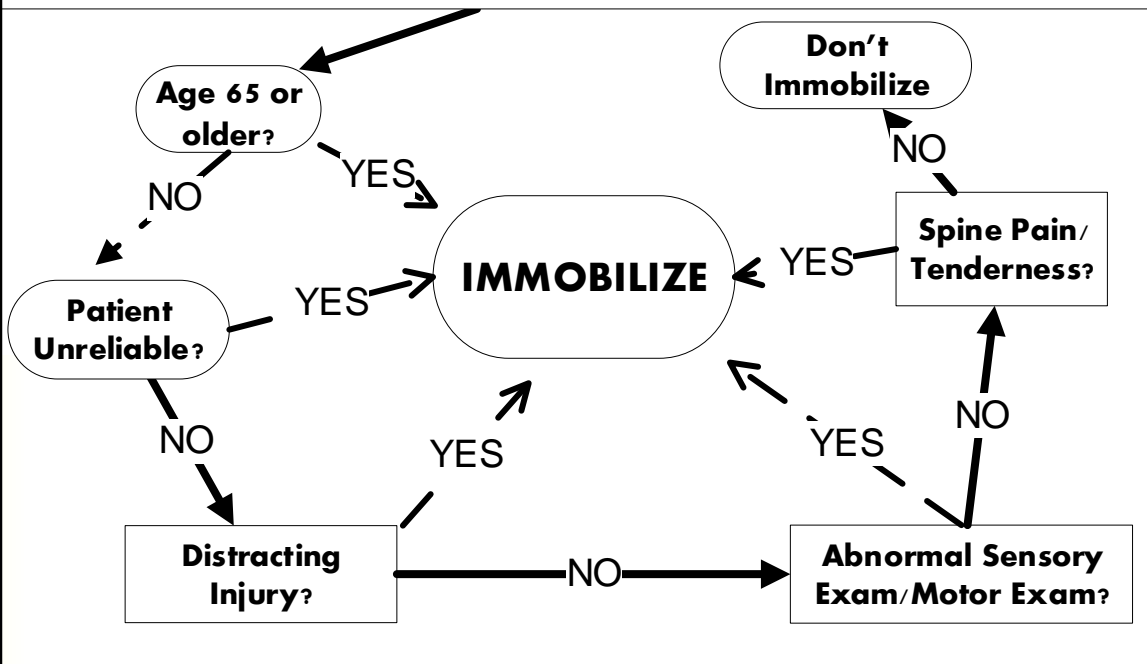 Age 65 or
older?
YES
NO
Patient
Unreliable?
YES
NO
Distracting
Injury?
YES
NO
Abnormal Sensory
Exam/Motor Exam?
YES
NO
Spine Pain/
Tenderness?
YES
NO
Don't
Immobilize
IMMOBILIZE